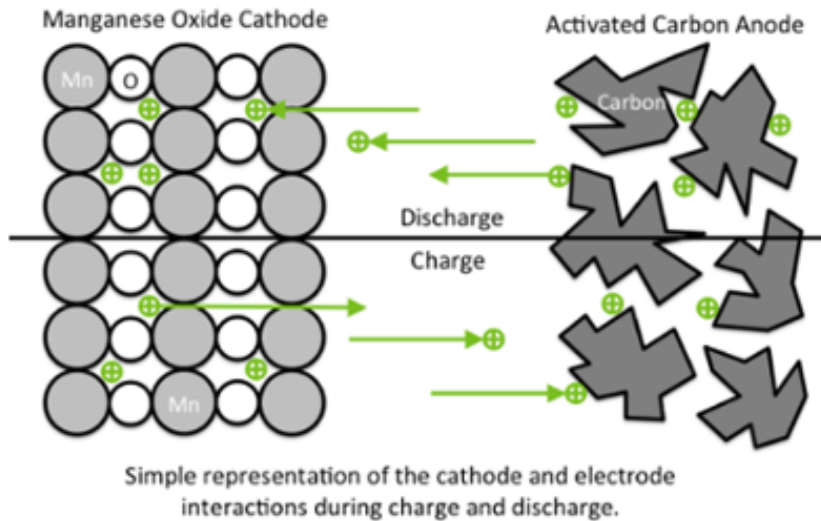 Manganese Oxide Cathode
Activated Carbon Anode
Mn
O
Carbon
Discharge
Charge
Mn
Simple representation of the cathode and electrode
interactions during charge and discharge.